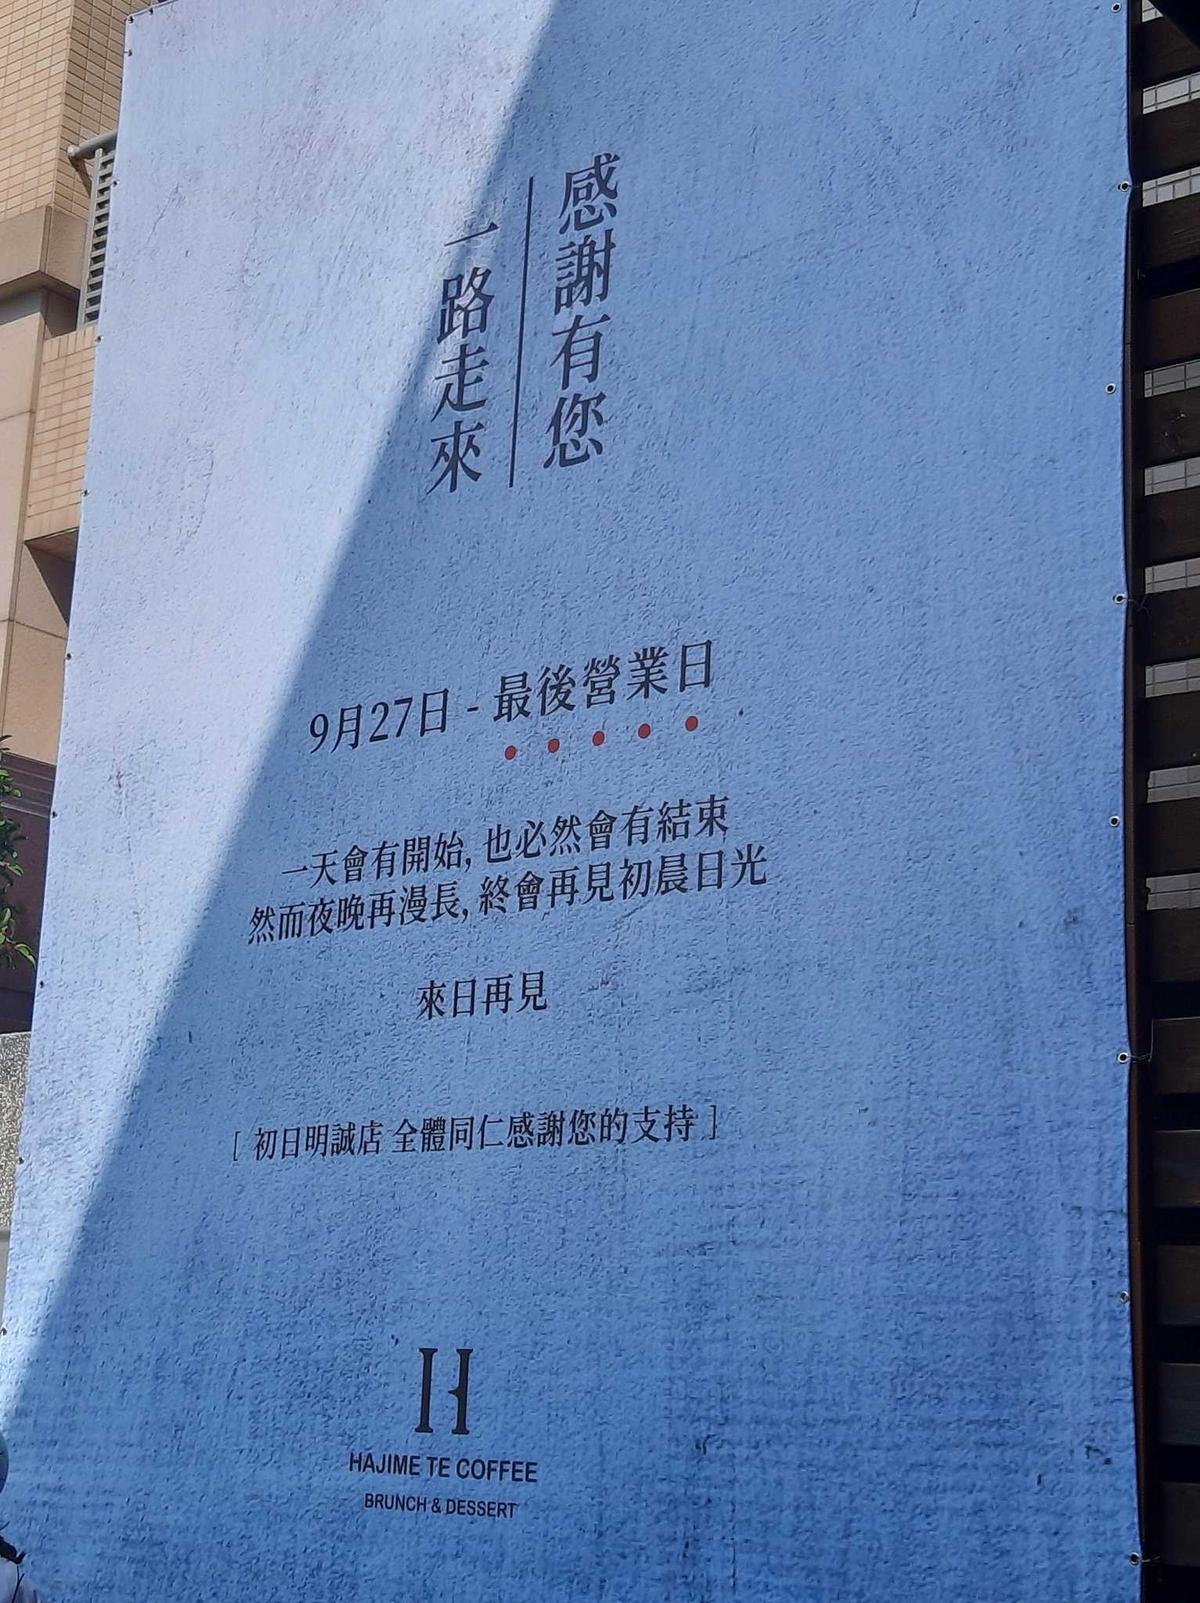 感謝有您
一路走來
9月27日 - 最後營業日
一天會有開始, 也必然會有結束
然而夜晚再漫長, 終會再見初晨日光
來日再見
[ 初日明誠店 全體同仁感謝您的支持 ]
H
HAJIME TE COFFEE
BRUNCH & DESSERT